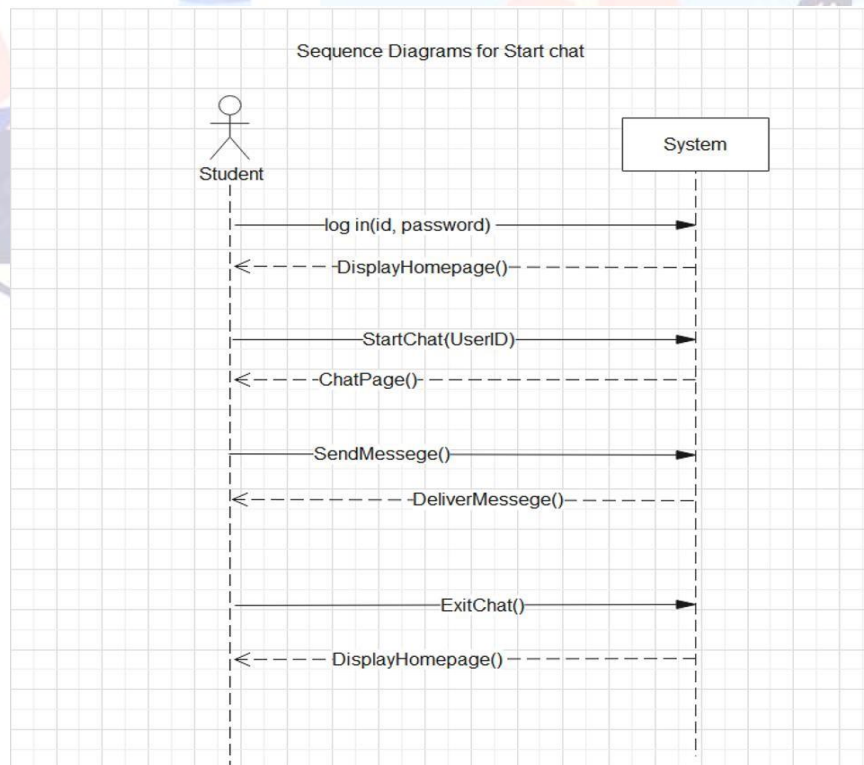 Sequence Diagrams for Start chat
System
Student
log in(id, password)
DisplayHomepage()
StartChat(UserID)
ChatPage()
SendMessege()
DeliverMessege()
ExitChat()
DisplayHomepage()